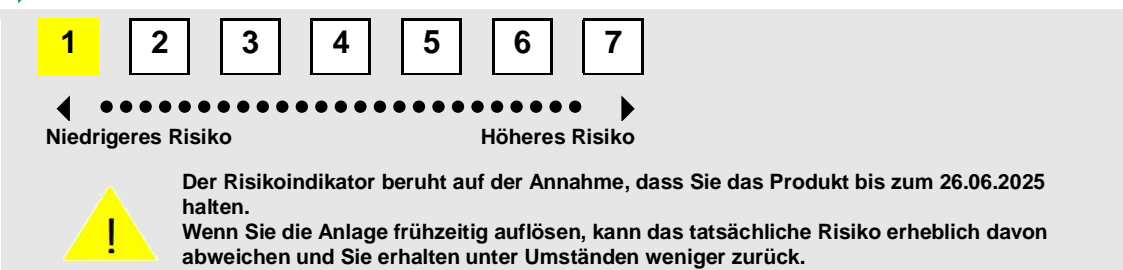 1 2 3 4 5 6 7
Niedrigeres Risiko Höheres Risiko
Der Risikoindikator beruht auf der Annahme, dass Sie das Produkt bis zum 26.06.2025
halten.
Wenn Sie die Anlage frühzeitig auflösen, kann das tatsächliche Risiko erheblich davon
abweichen und Sie erhalten unter Umständen weniger zurück.
!